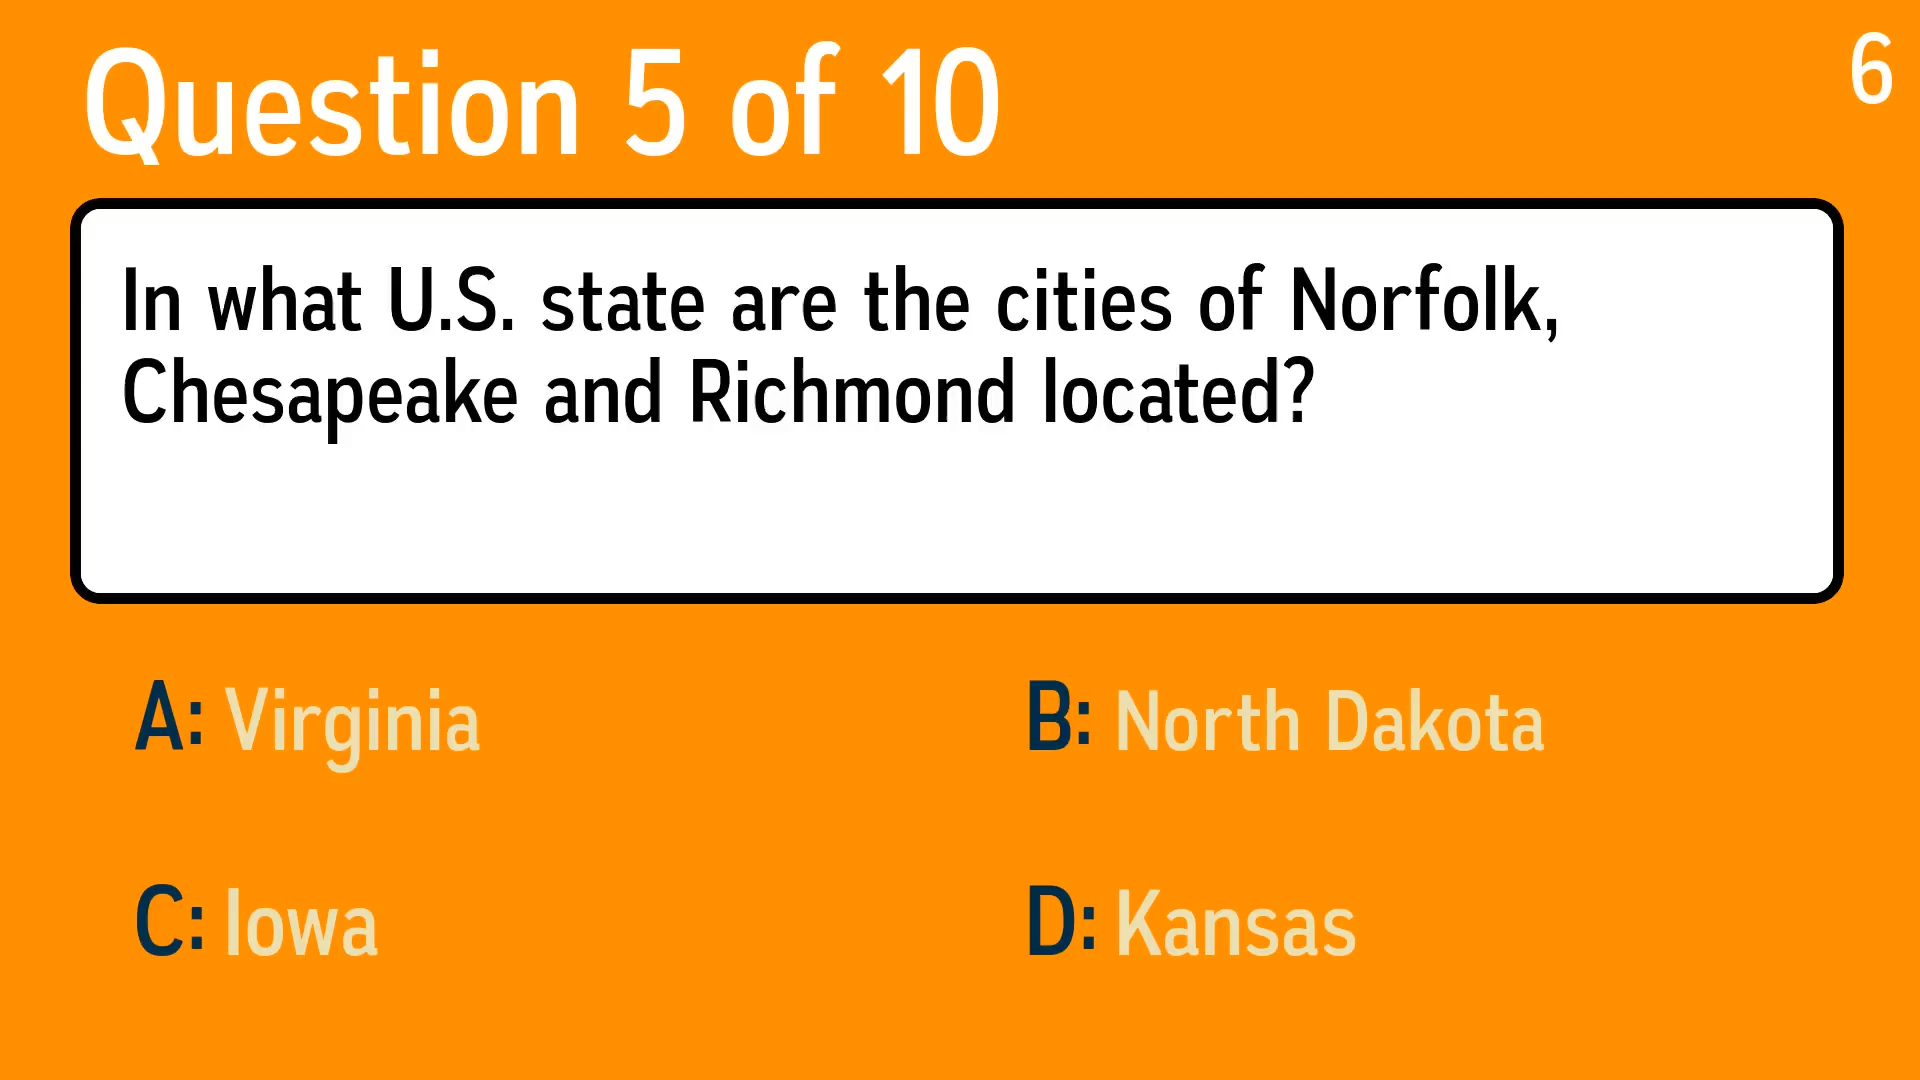 Question 5 of 10
6
In what U.S. state are the cities of Norfolk,
Chesapeake and Richmond located?
A: Virginia
B: North Dakota
C: Iowa
D: Kansas